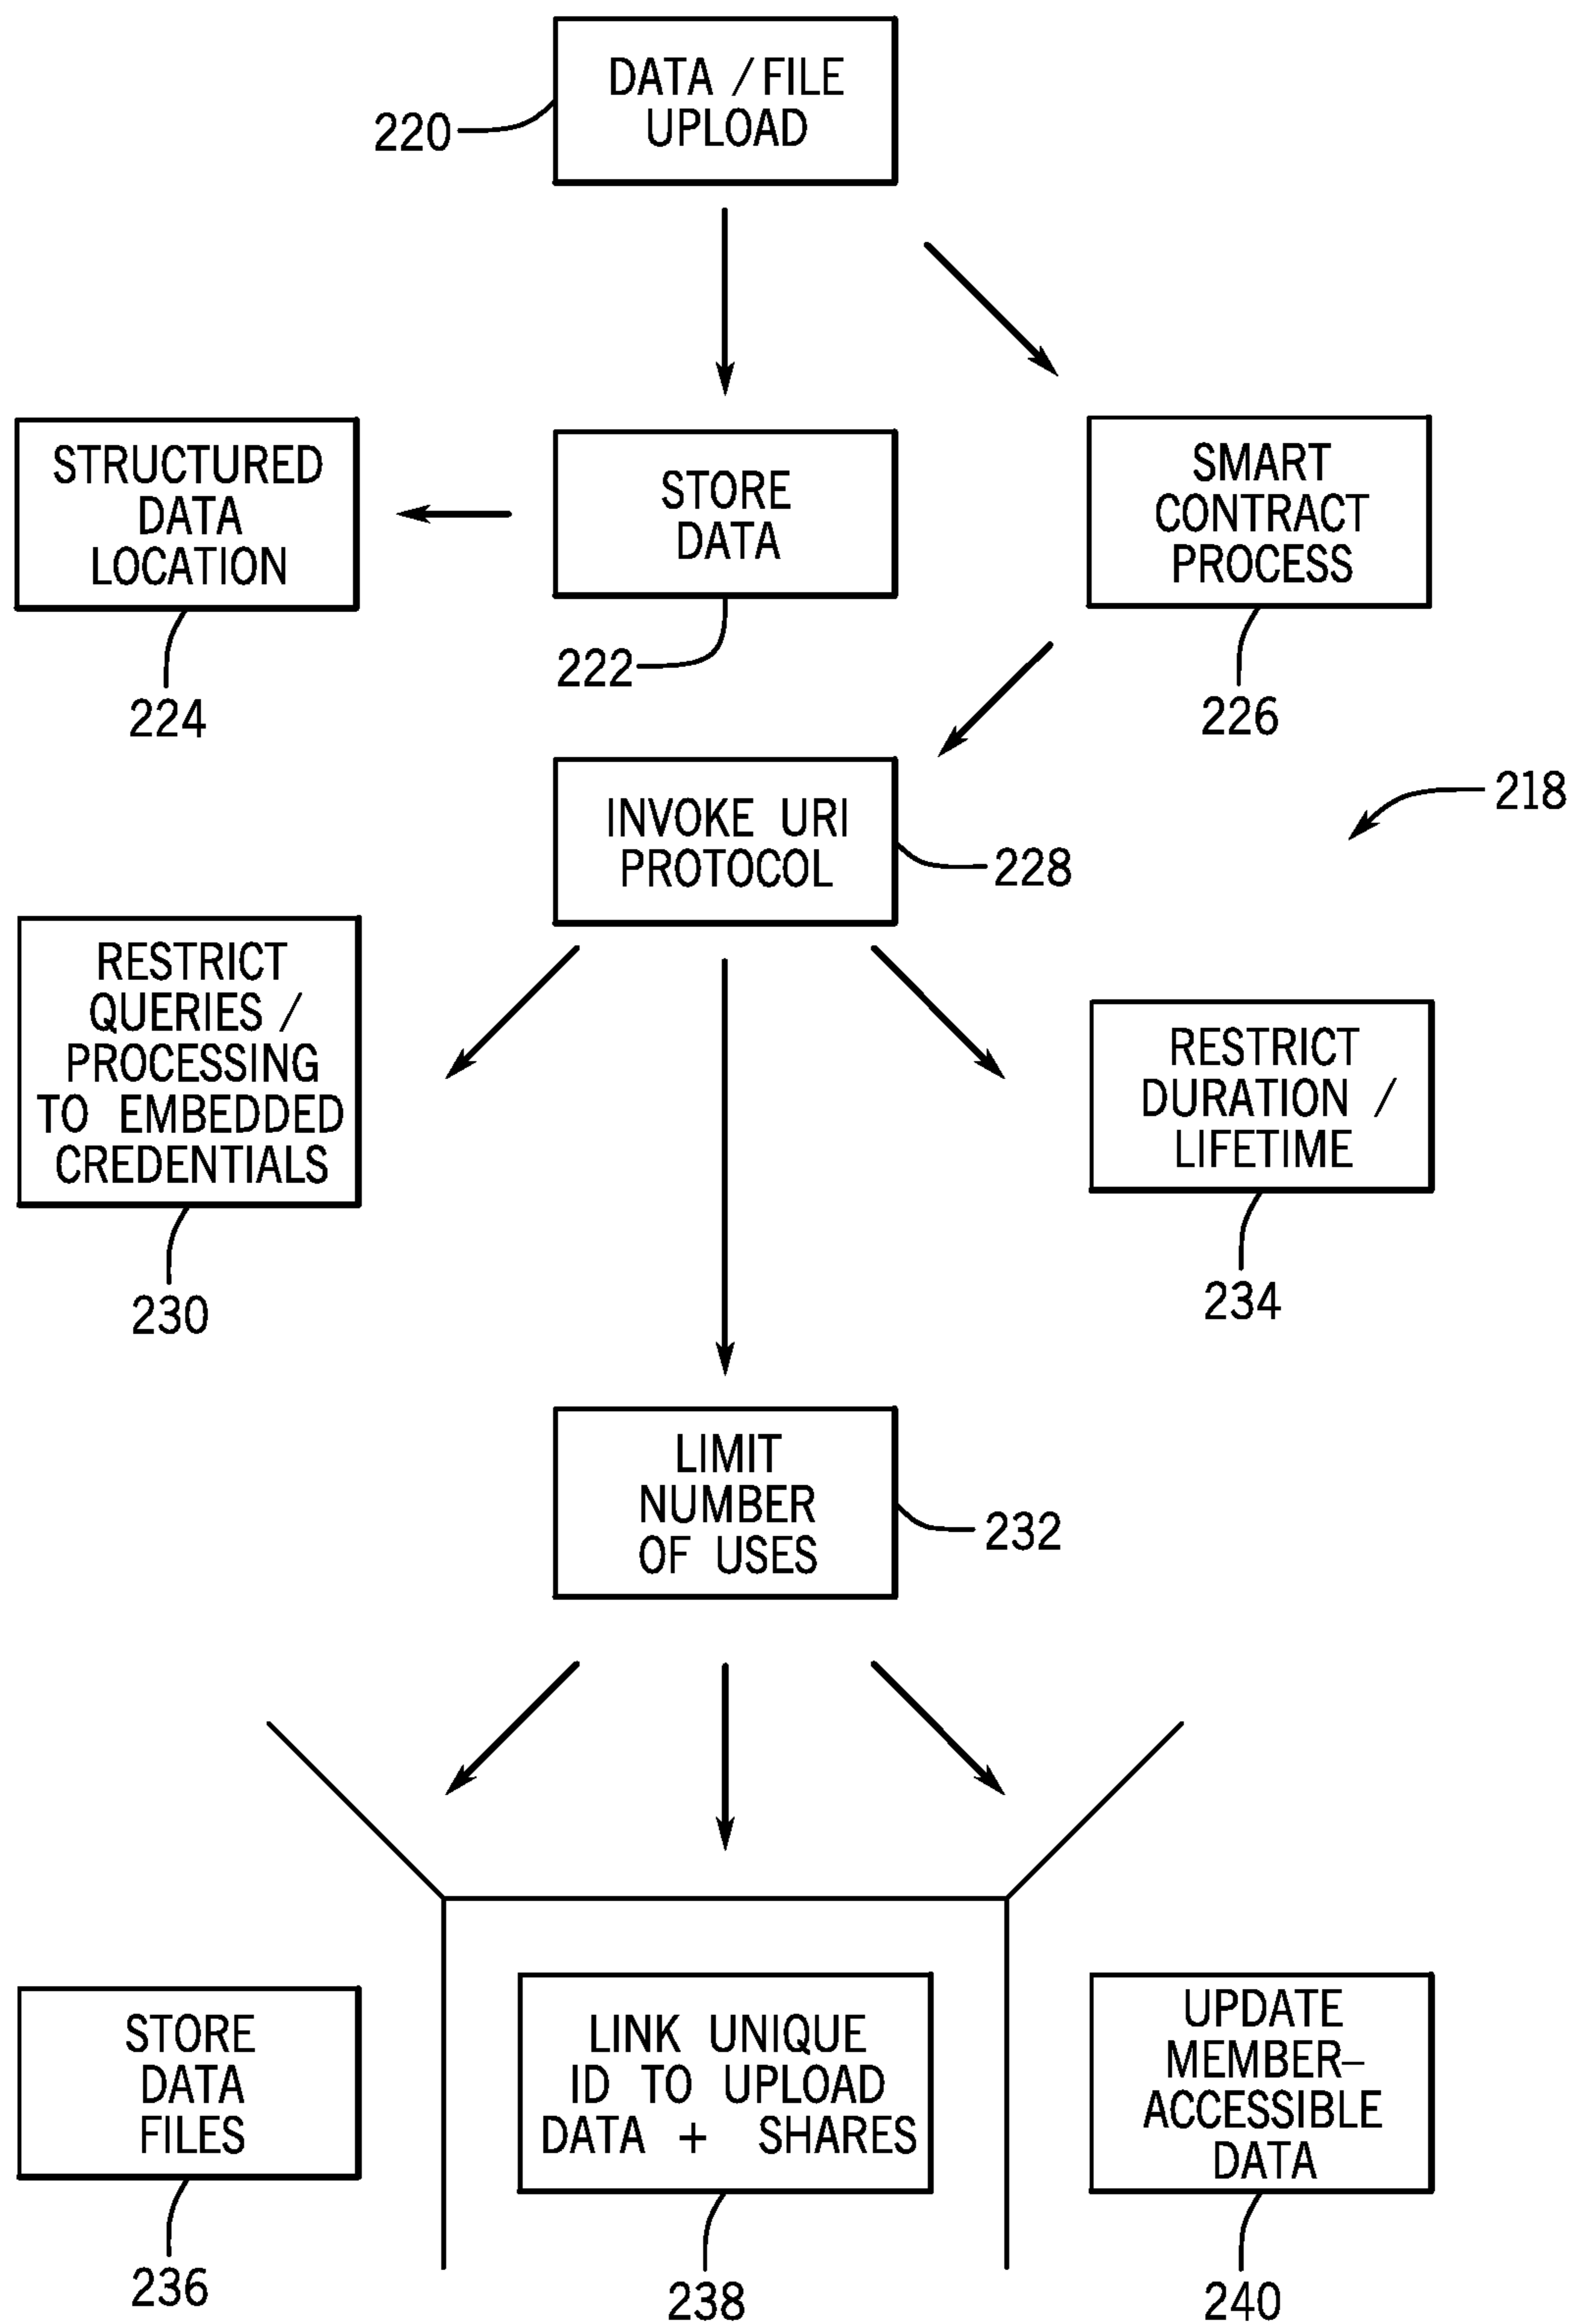 DATA / FILE
UPLOAD
220
STRUCTURED
DATA
LOCATION
224
STORE
DATA
222
SMART
CONTRACT
PROCESS
226
218
INVOKE URI
PROTOCOL
228
RESTRICT
QUERIES /
PROCESSING
TO EMBEDDED
CREDENTIALS
230
RESTRICT
DURATION /
LIFETIME
234
LIMIT
NUMBER
OF USES
232
STORE
DATA
FILES
236
LINK UNIQUE
ID TO UPLOAD
DATA + SHARES
238
UPDATE
MEMBER–
ACCESSIBLE
DATA
240